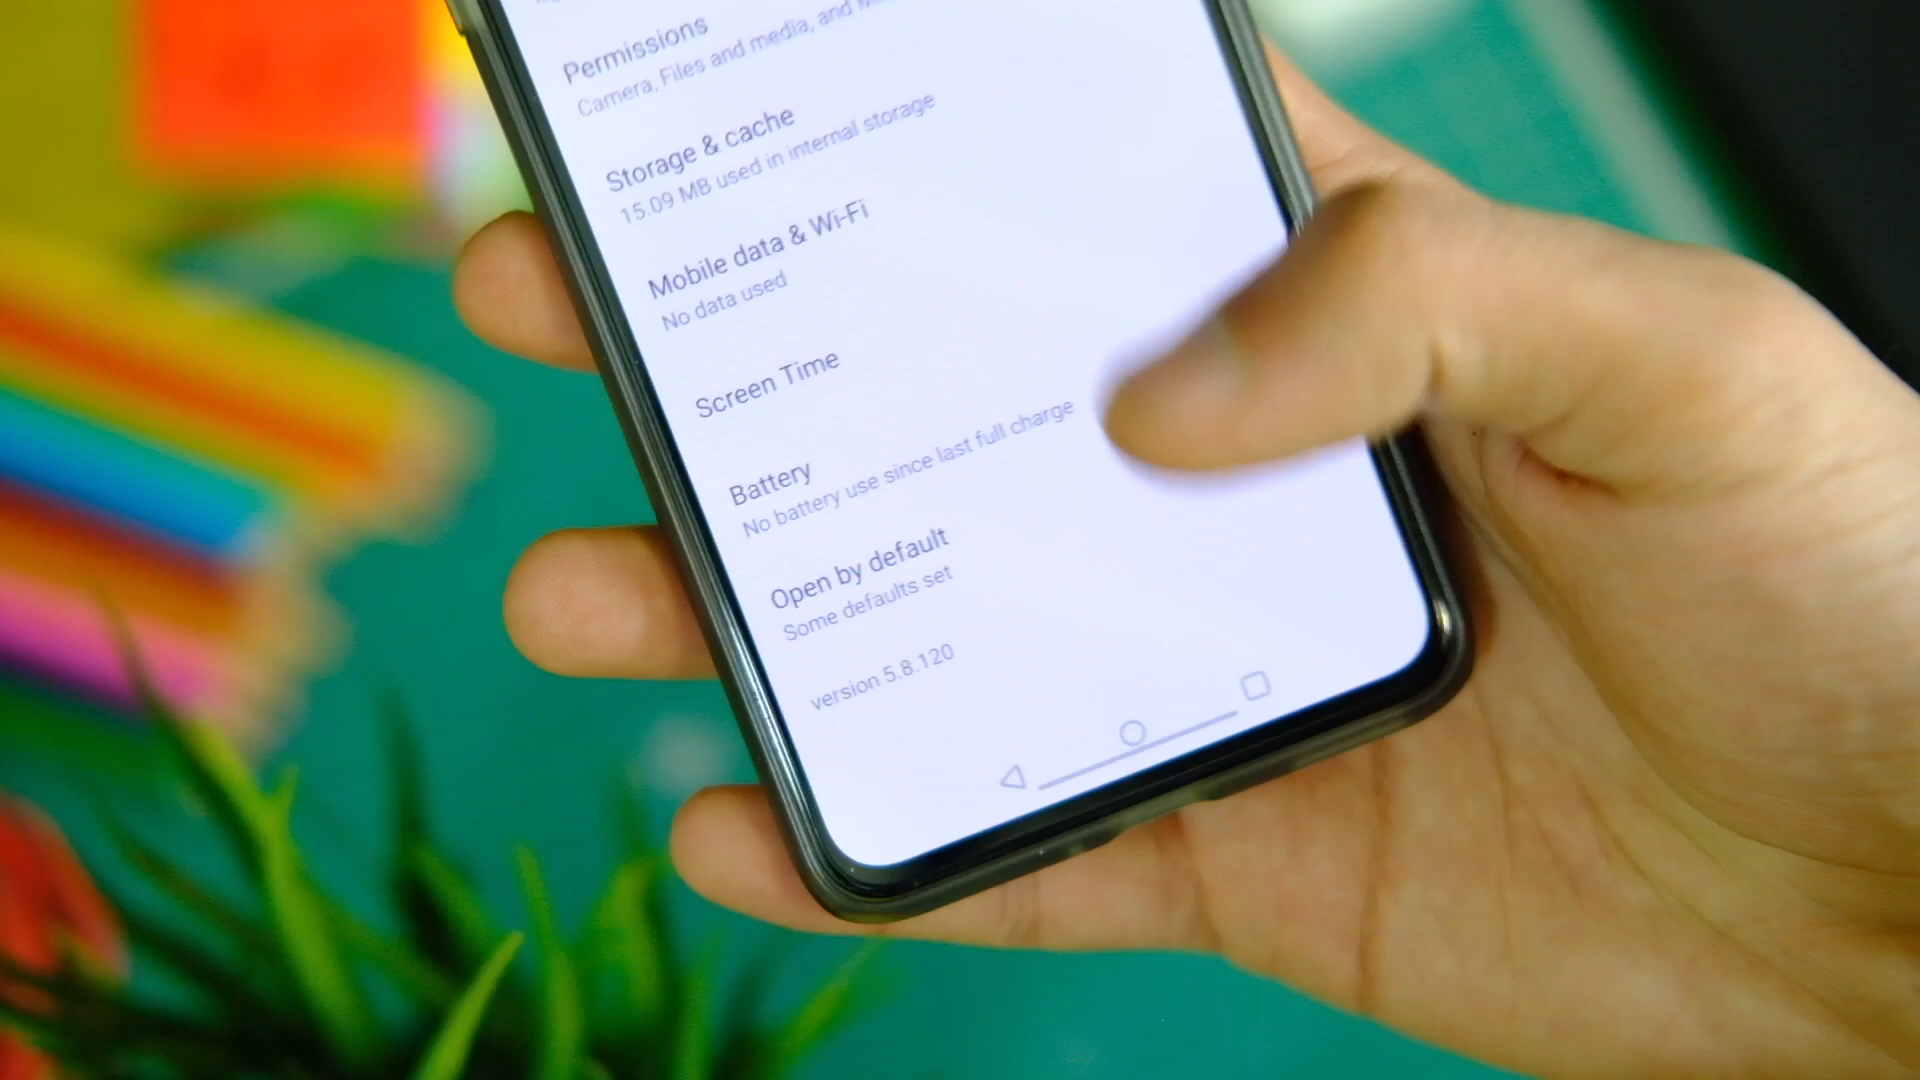 Permissions
Camera, Files and media, and
Storage & cache
15.09 MB used in internal storage
Mobile data & Wi-Fi
No data used
Screen Time
Battery
No battery use since last full charge
Open by default
Some defaults set
version 5.8.120